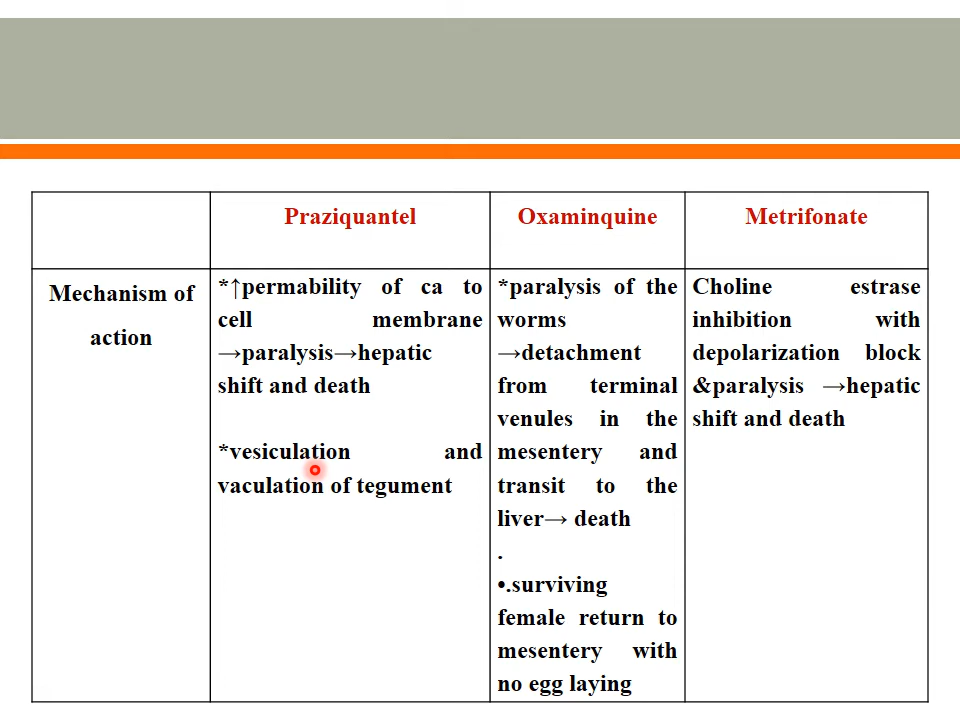 Praziquantel
Oxaminquine
Metrifonate
Mechanism of
action
*↑permability of ca to
cell membrane
→paralysis→hepatic
shift and death
*vesiculation and
vaculation of tegument
*paralysis of the
worms
→detachment
from terminal
venules in the
mesentery and
transit to the
liver→ death
.
•.surviving
female return to
mesentery with
no egg laying
Choline estrase
inhibition with
depolarization block
&paralysis →hepatic
shift and death